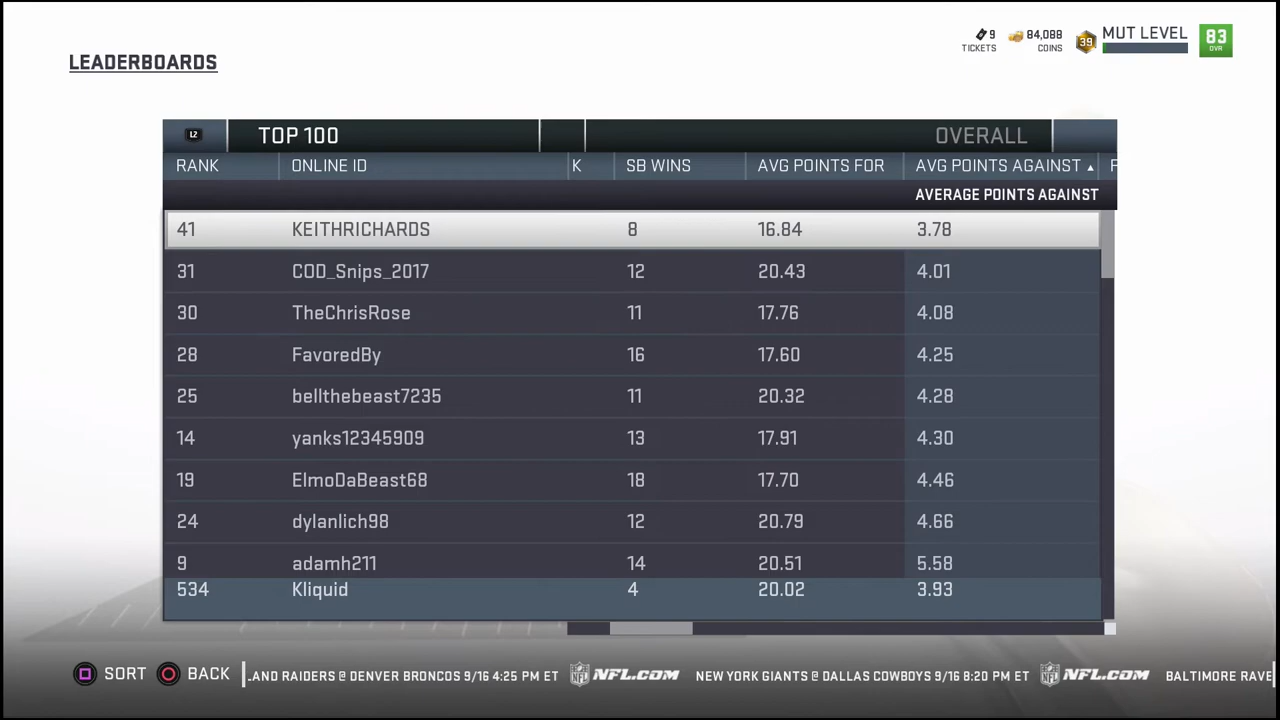 LEADERBOARDS
9 TICKETS
84,088 COINS
39 MUT LEVEL
83 OVR
L2 TOP 100 OVERALL
RANK ONLINE ID K SB WINS AVG POINTS FOR AVG POINTS AGAINST F
AVERAGE POINTS AGAINST
41 KEITHRICHARDS 8 16.84 3.78
31 COD_Snips_2017 12 20.43 4.01
30 TheChrisRose 11 17.76 4.08
28 FavoredBy 16 17.60 4.25
25 bellthebeast7235 11 20.32 4.28
14 yanks12345909 13 17.91 4.30
19 ElmoDaBeast68 18 17.70 4.46
24 dylanlich98 12 20.79 4.66
9 adamh211 14 20.51 5.58
534 Kliquid 4 20.02 3.93
SORT BACK .AND RAIDERS @ DENVER BRONCOS 9/16 4:25 PM ET NFL NFL.COM NEW YORK GIANTS @ DALLAS COWBOYS 9/16 8:20 PM ET NFL NFL.COM BALTIMORE RAVE